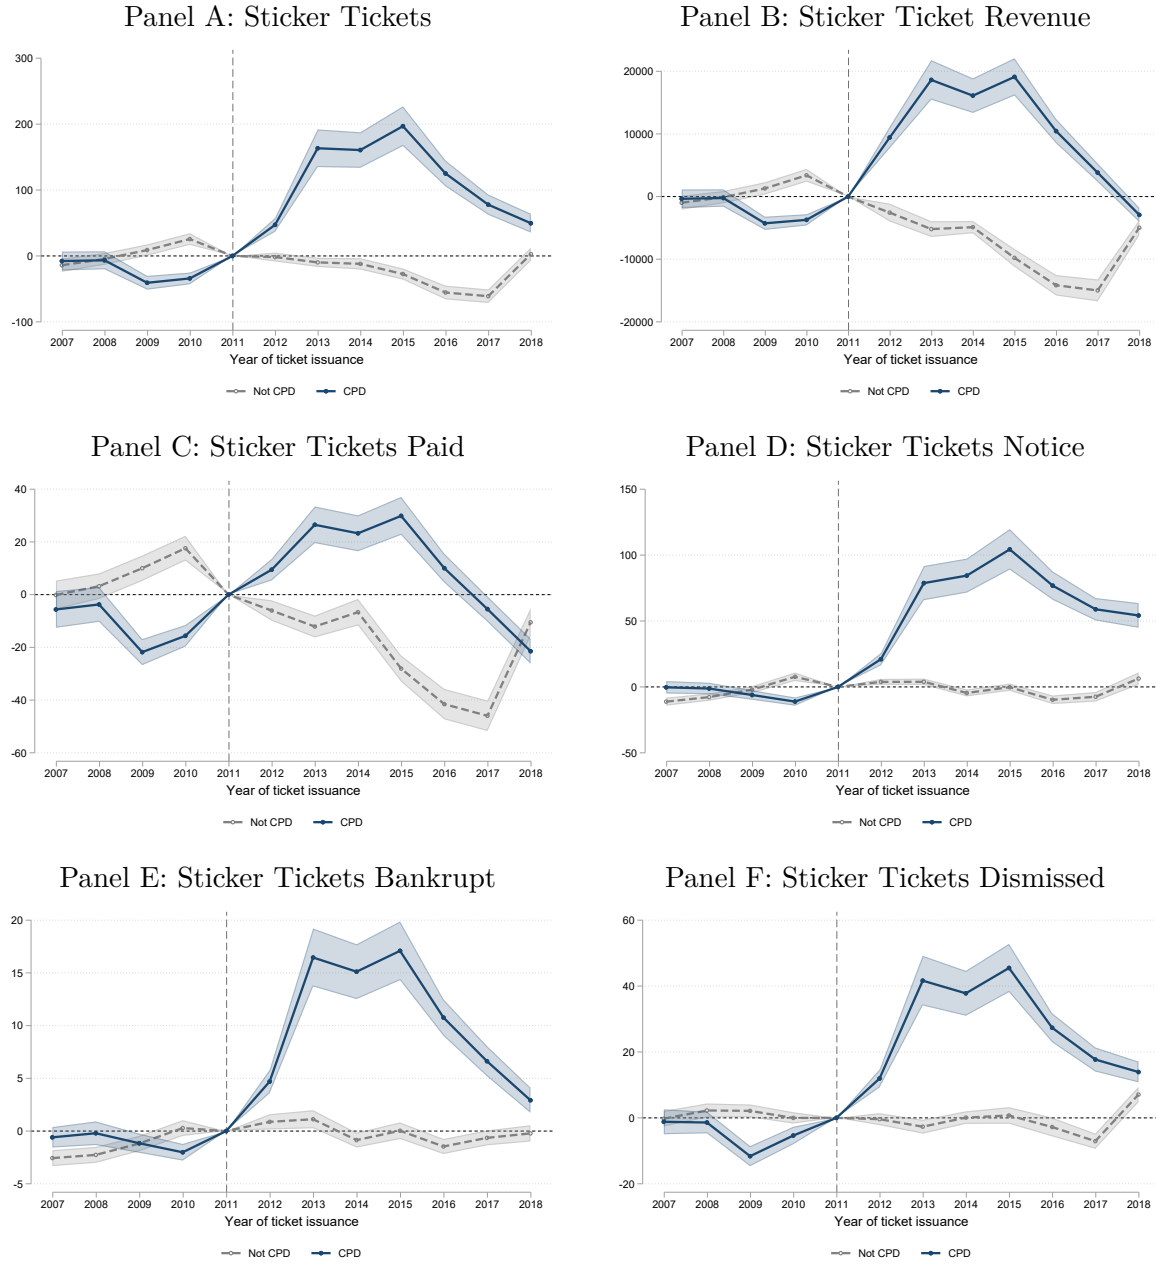 Panel A: Sticker Tickets
300
200
100
0
-100
2007 2008 2009 2010 2011 2012 2013 2014 2015 2016 2017 2018
Year of ticket issuance
Not CPD CPD
Panel B: Sticker Ticket Revenue
20000
10000
0
-10000
-20000
2007 2008 2009 2010 2011 2012 2013 2014 2015 2016 2017 2018
Year of ticket issuance
Not CPD CPD
Panel C: Sticker Tickets Paid
40
20
0
-20
-40
-60
2007 2008 2009 2010 2011 2012 2013 2014 2015 2016 2017 2018
Year of ticket issuance
Not CPD CPD
Panel D: Sticker Tickets Notice
150
100
50
0
-50
2007 2008 2009 2010 2011 2012 2013 2014 2015 2016 2017 2018
Year of ticket issuance
Not CPD CPD
Panel E: Sticker Tickets Bankrupt
20
15
10
5
0
-5
2007 2008 2009 2010 2011 2012 2013 2014 2015 2016 2017 2018
Year of ticket issuance
Not CPD CPD
Panel F: Sticker Tickets Dismissed
60
40
20
0
-20
2007 2008 2009 2010 2011 2012 2013 2014 2015 2016 2017 2018
Year of ticket issuance
Not CPD CPD